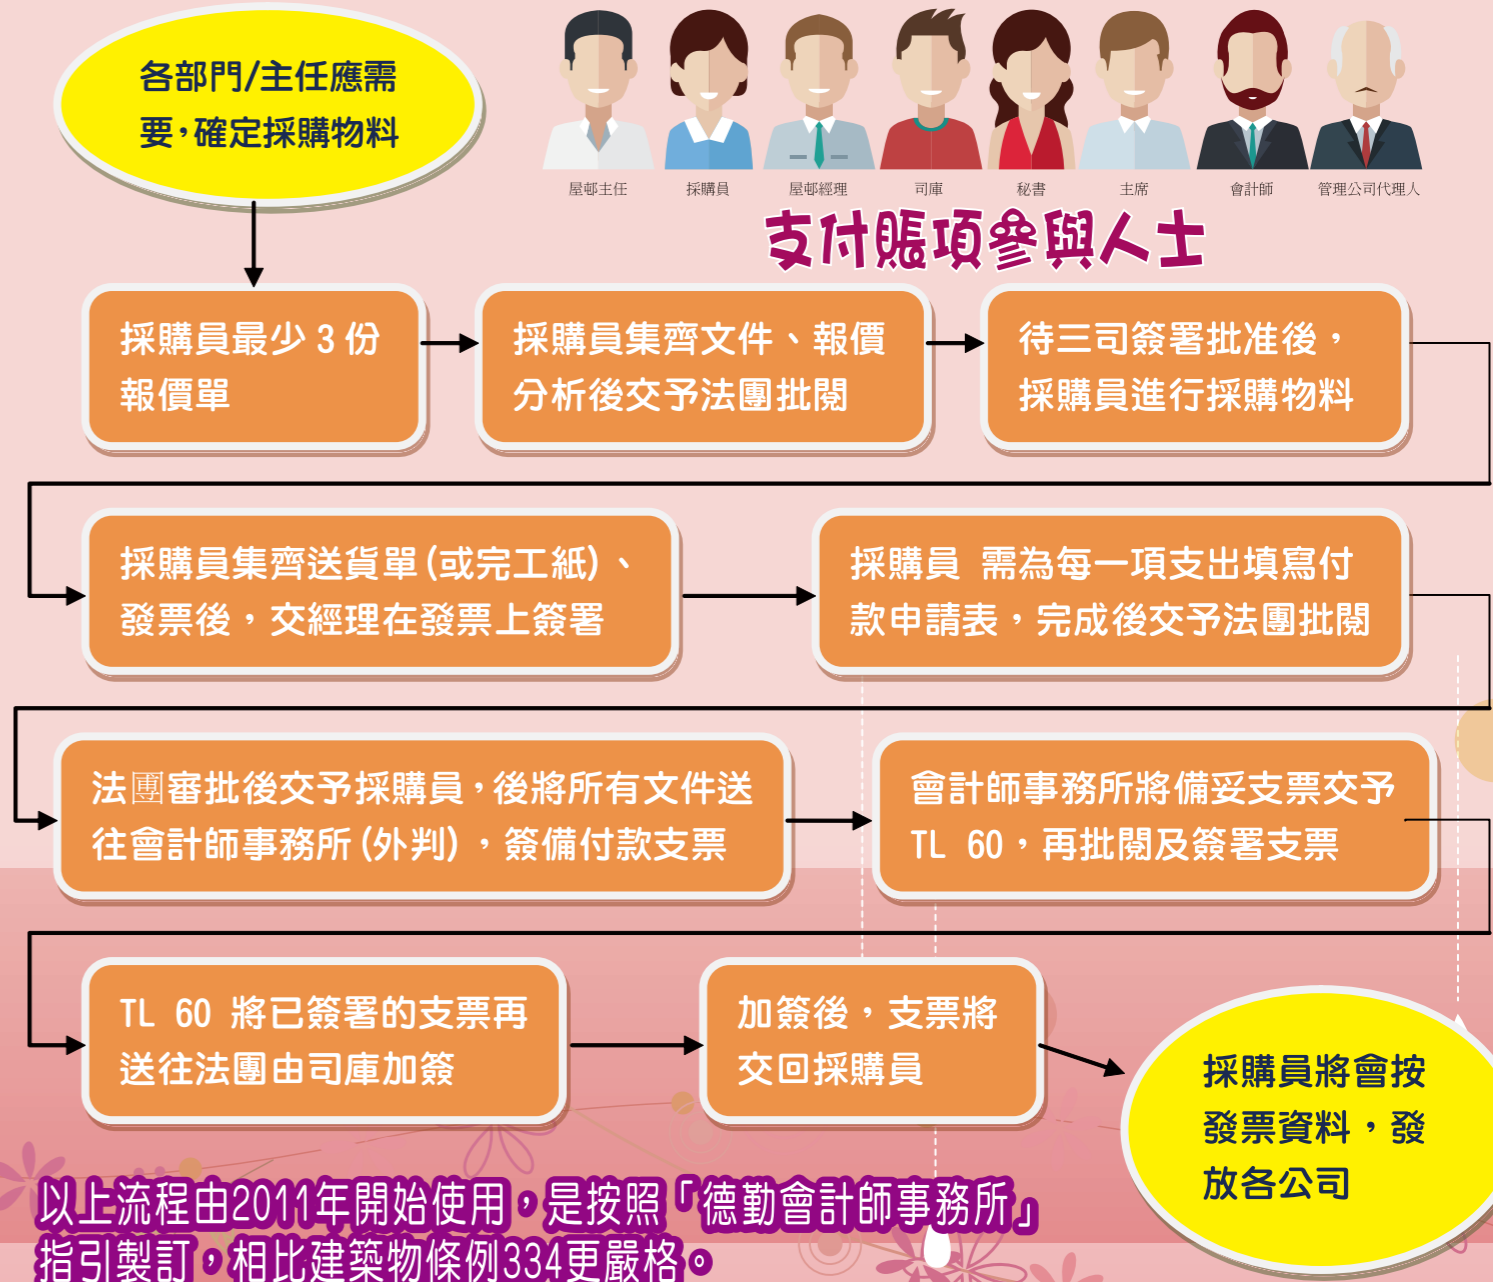 各部門/主任應需
要，確定採購物料
屋邨主任 採購員 屋邨經理 司庫 秘書 主席 會計師 管理公司代理人
支付賬項參與人士
採購員最少 3 份
報價單
採購員集齊文件、報價
分析後交予法團批閱
待三司簽署批准後，
採購員進行採購物料
採購員集齊送貨單(或完工紙)、
發票後，交經理在發票上簽署
採購員 需為每一項支出填寫付
款申請表，完成後交予法團批閱
法團審批後交予採購員，後將所有文件送
往會計師事務所(外判)，簽備付款支票
會計師事務所將備妥支票交予
TL 60，再批閱及簽署支票
TL 60 將已簽署的支票再
送往法團由司庫加簽
加簽後，支票將
交回採購員
採購員將會按
發票資料，發
放各公司
以上流程由2011年開始使用，是按照「德勤會計師事務所」
指引製訂，相比建築物條例334更嚴格。